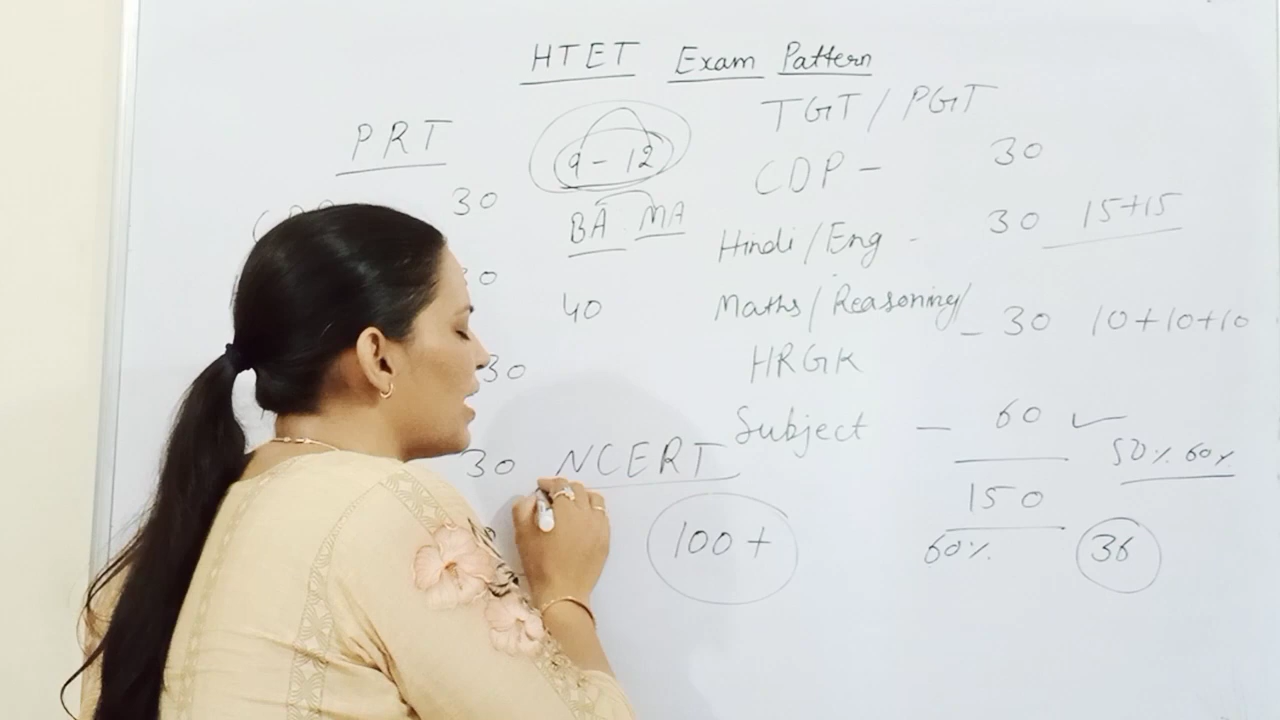 HTET Exam Pattern
PRT
30
30
30
9 - 12
BA MA
40
NCERT
100+
TGT / PGT
CDP - 30
Hindi/Eng - 30 15+15
Maths/Reasoning/ - 30 10+10+10
HRGK
Subject - 60 ✓
50% 60%
150
60% 36